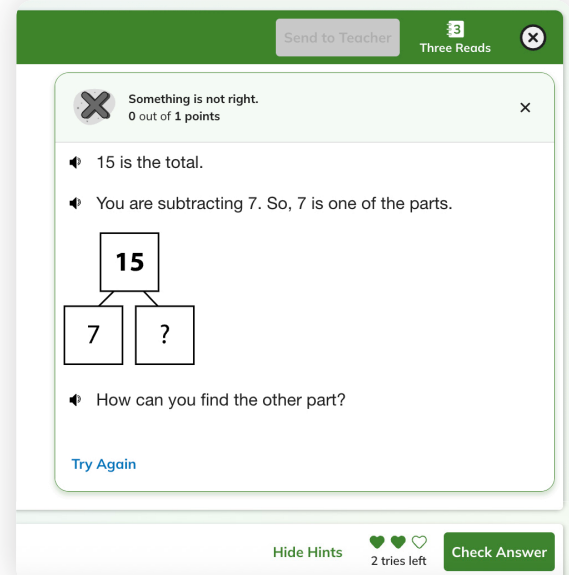 Send to Teacher
3
Three Reads
Something is not right.
0 out of 1 points
15 is the total.
You are subtracting 7. So, 7 is one of the parts.
15
7 ?
How can you find the other part?
Try Again
Hide Hints
2 tries left
Check Answer